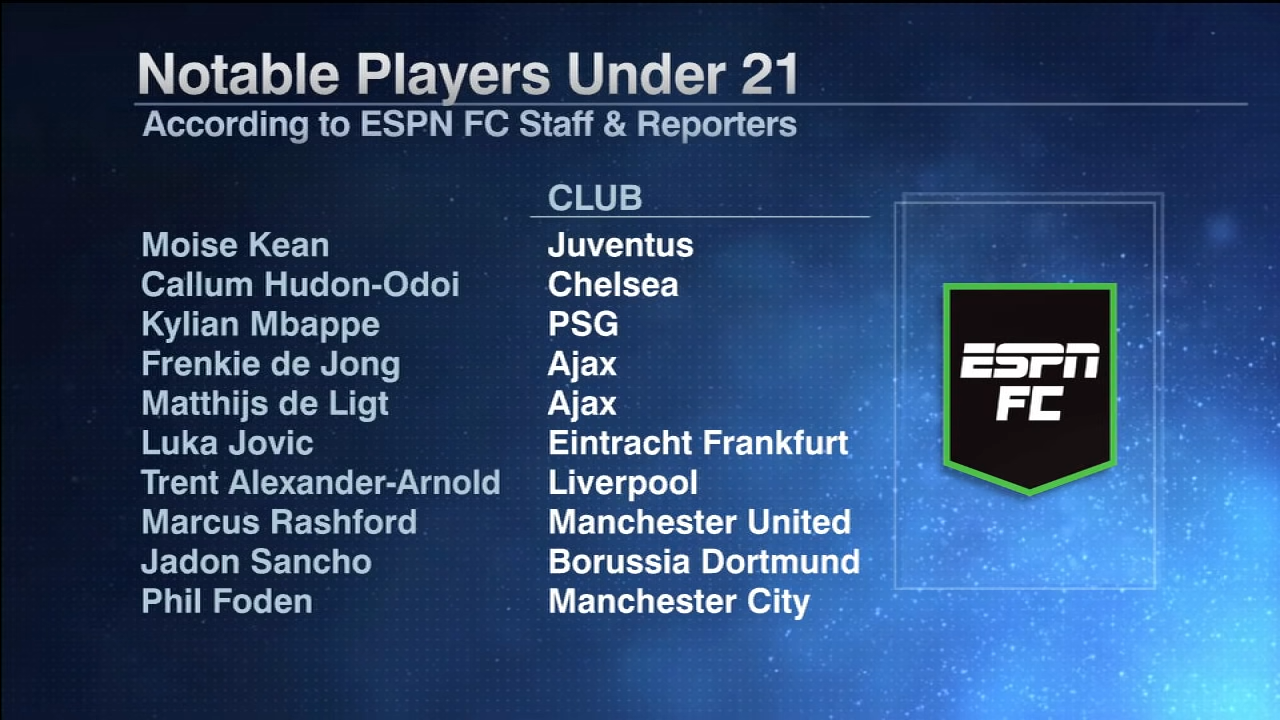 Notable Players Under 21
According to ESPN FC Staff & Reporters
CLUB
Moise Kean Juventus
Callum Hudon-Odoi Chelsea
Kylian Mbappe PSG
Frenkie de Jong Ajax
Matthijs de Ligt Ajax
Luka Jovic Eintracht Frankfurt
Trent Alexander-Arnold Liverpool
Marcus Rashford Manchester United
Jadon Sancho Borussia Dortmund
Phil Foden Manchester City
ESPN
FC